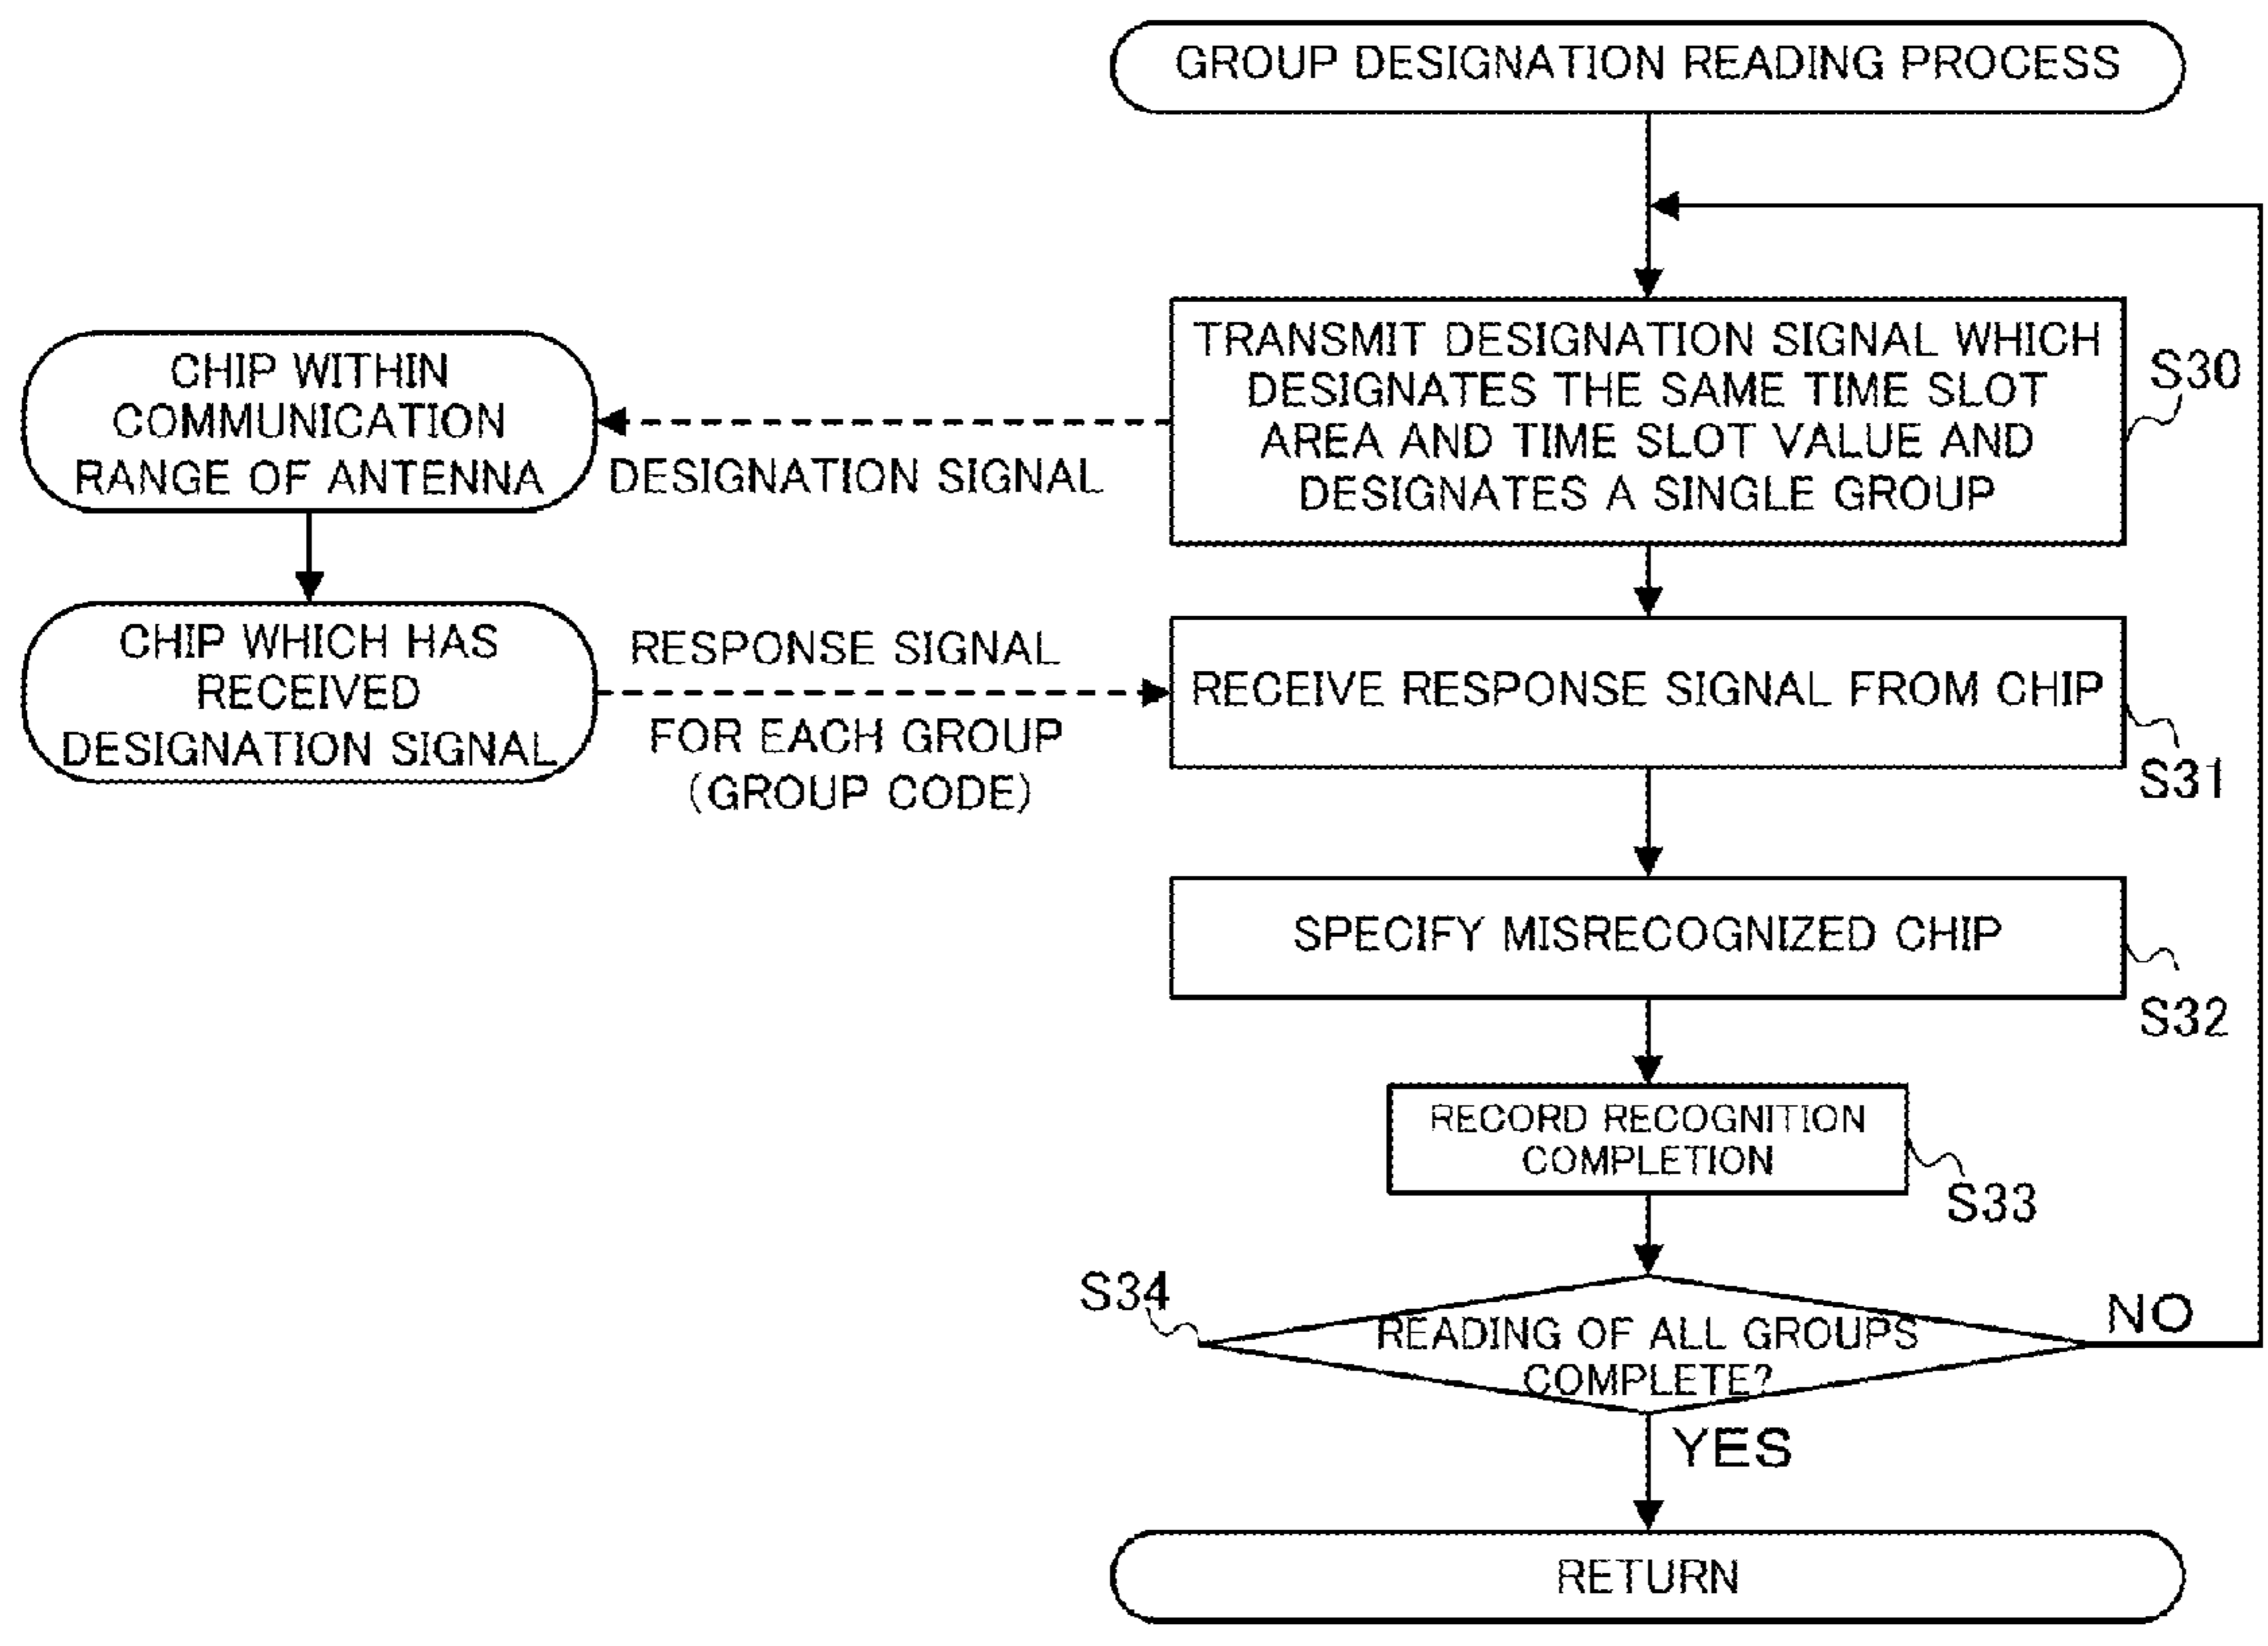 GROUP DESIGNATION READING PROCESS
TRANSMIT DESIGNATION SIGNAL WHICH
DESIGNATES THE SAME TIME SLOT
AREA AND TIME SLOT VALUE AND
DESIGNATES A SINGLE GROUP
S30
CHIP WITHIN
COMMUNICATION
RANGE OF ANTENNA
DESIGNATION SIGNAL
CHIP WHICH HAS
RECEIVED
DESIGNATION SIGNAL
RESPONSE SIGNAL
FOR EACH GROUP
(GROUP CODE)
RECEIVE RESPONSE SIGNAL FROM CHIP
S31
SPECIFY MISRECOGNIZED CHIP
S32
RECORD RECOGNITION
COMPLETION
S33
S34
READING OF ALL GROUPS
COMPLETE?
NO
YES
RETURN